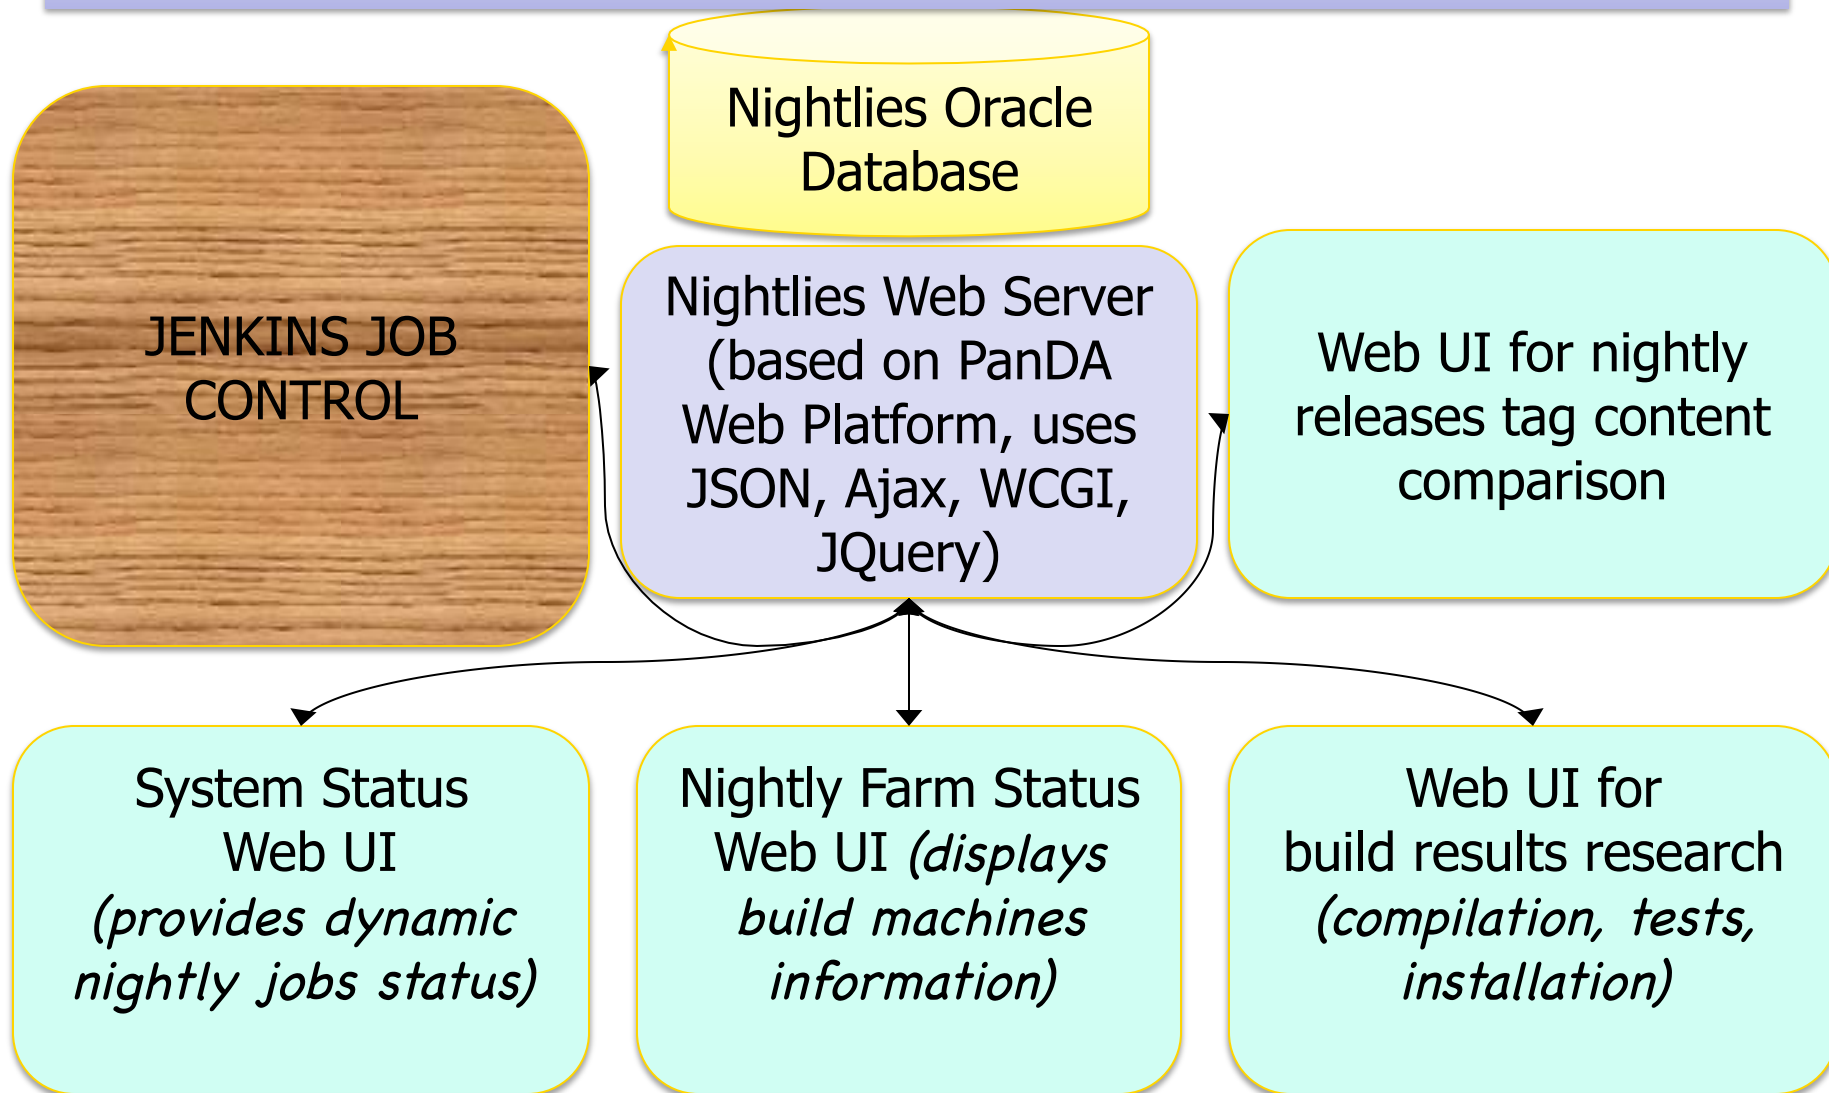 Nightlies Oracle
Database
JENKINS JOB
CONTROL
Nightlies Web Server
(based on PanDA
Web Platform, uses
JSON, Ajax, WCGI,
JQuery)
Web UI for nightly
releases tag content
comparison
System Status
Web UI
(provides dynamic
nightly jobs status)
Nightly Farm Status
Web UI (displays
build machines
information)
Web UI for
build results research
(compilation, tests,
installation)